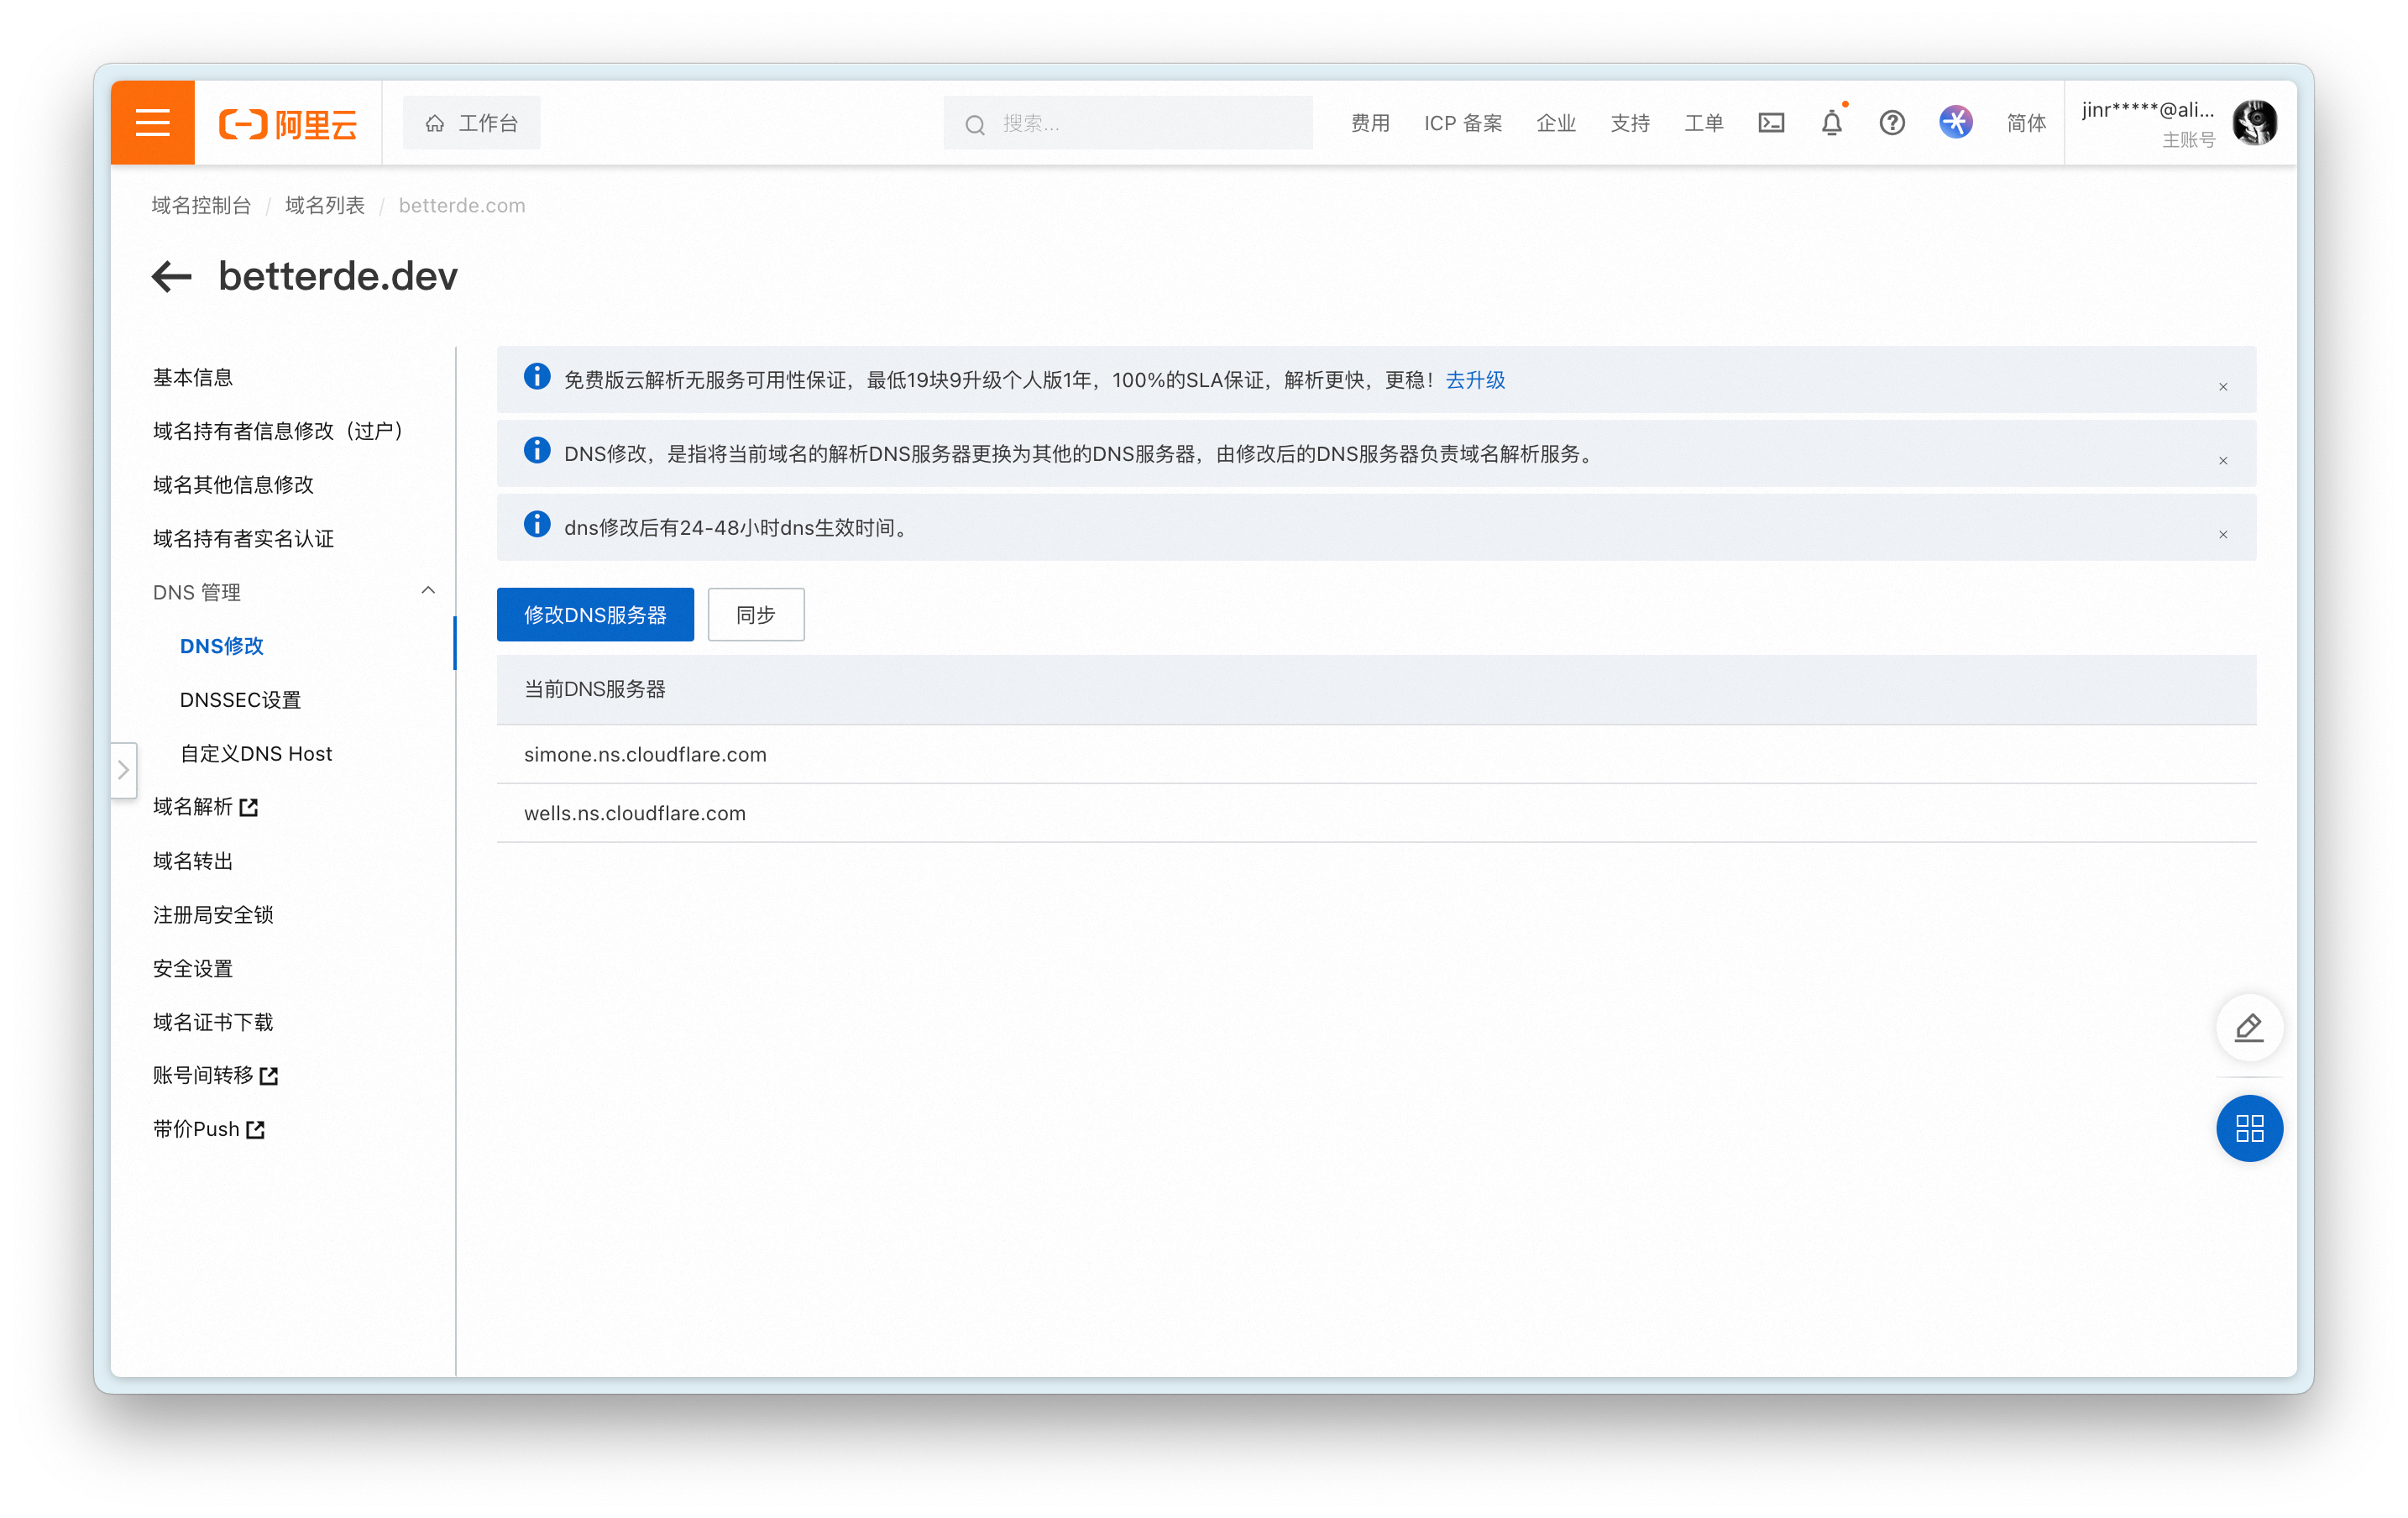 阿里云
工作台
搜索...
费用
ICP 备案
企业
支持
工单
简体
jinr*****@ali...
主账号
域名控制台 / 域名列表 / betterde.com
betterde.dev
基本信息
域名持有者信息修改（过户）
域名其他信息修改
域名持有者实名认证
DNS 管理
DNS修改
DNSSEC设置
自定义DNS Host
域名解析
域名转出
注册局安全锁
安全设置
域名证书下载
账号间转移
带价Push
免费版云解析无服务可用性保证，最低19块9升级个人版1年，100%的SLA保证，解析更快，更稳！去升级
DNS修改，是指将当前域名的解析DNS服务器更换为其他的DNS服务器，由修改后的DNS服务器负责域名解析服务。
dns修改后有24-48小时dns生效时间。
修改DNS服务器
同步
当前DNS服务器
simone.ns.cloudflare.com
wells.ns.cloudflare.com